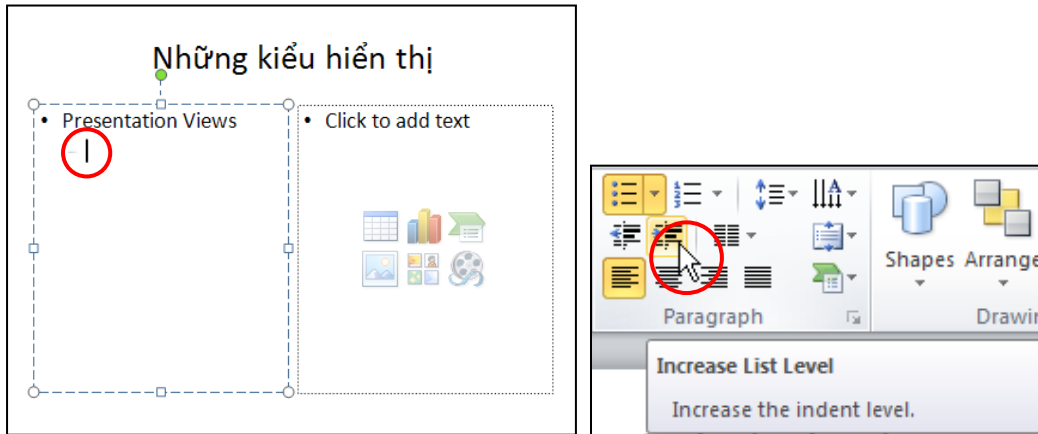 Những kiểu hiển thị
• Presentation Views
–
• Click to add text
Shapes Arrange
Paragraph
Drawin
Increase List Level
Increase the indent level.